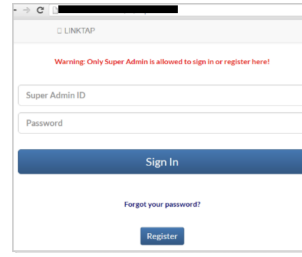 LINKTAP
Warning: Only Super Admin is allowed to sign in or register here!
Super Admin ID
Password
Sign In
Forgot your password?
Register